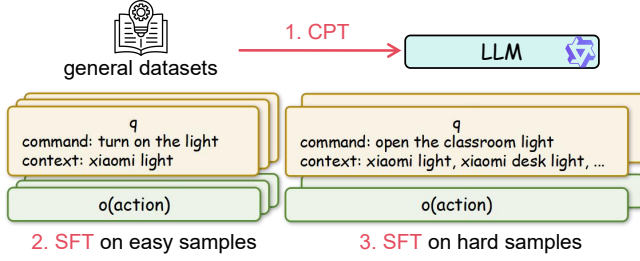 1. CPT
general datasets
LLM
q
command: turn on the light
context: xiaomi light
o(action)
2. SFT on easy samples
q
command: open the classroom light
context: xiaomi light, xiaomi desk light, ...
o(action)
3. SFT on hard samples